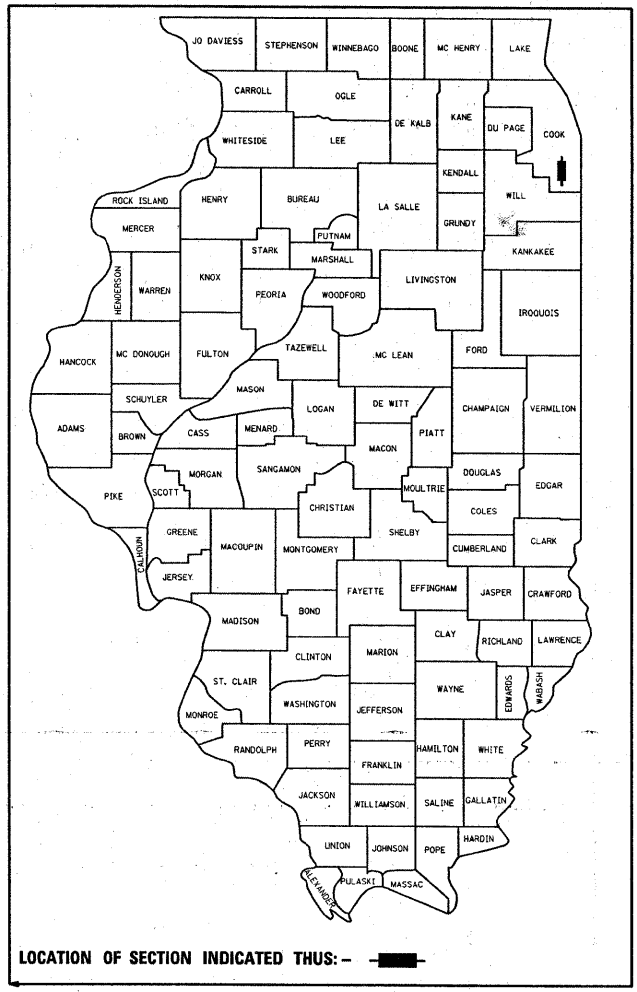 JO DAVIESS STEPHENSON WINNEBAGO BOONE MC HENRY LAKE
CARROLL OGLE DE KALB KANE DU PAGE COOK
WHITESIDE LEE
KENDALL WILL
ROCK ISLAND HENRY BUREAU LA SALLE GRUNDY
MERCER PUTNAM
STARK MARSHALL KANKAKEE
HENDERSON WARREN KNOX PEORIA WOODFORD LIVINGSTON IROQUOIS
HANCOCK MC DONOUGH FULTON TAZEWELL MC LEAN FORD
MASON
SCHUYLER LOGAN DE WITT CHAMPAIGN VERMILION
ADAMS BROWN CASS MENARD PIATT
MACON
MORGAN SANGAMON DOUGLAS EDGAR
PIKE SCOTT CHRISTIAN MOULTRIE COLES
GREENE MACOUPIN MONTGOMERY SHELBY CUMBERLAND CLARK
CALHOUN JERSEY FAYETTE EFFINGHAM JASPER CRAWFORD
MADISON BOND
CLAY RICHLAND LAWRENCE
CLINTON MARION
ST. CLAIR WAYNE EDWARDS WABASH
MONROE WASHINGTON JEFFERSON
RANDOLPH PERRY HAMILTON WHITE
FRANKLIN
JACKSON WILLIAMSON SALINE GALLATIN
UNION JOHNSON POPE HARDIN
ALEXANDER PULASKI MASSAC
LOCATION OF SECTION INDICATED THUS:-